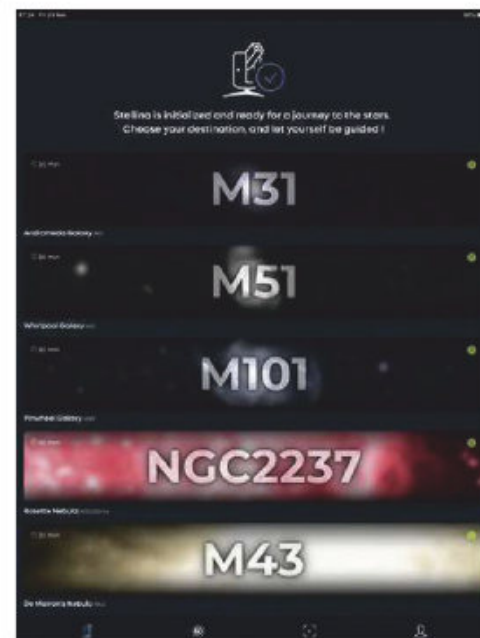 Stellina is initialized and ready for a journey to the stars.
Choose your destination, and let yourself be guided !
M31
Andromeda Galaxy
M51
Whirlpool Galaxy
M101
Pinwheel Galaxy
NGC2237
Rosette Nebula
M43
De Mairan's Nebula